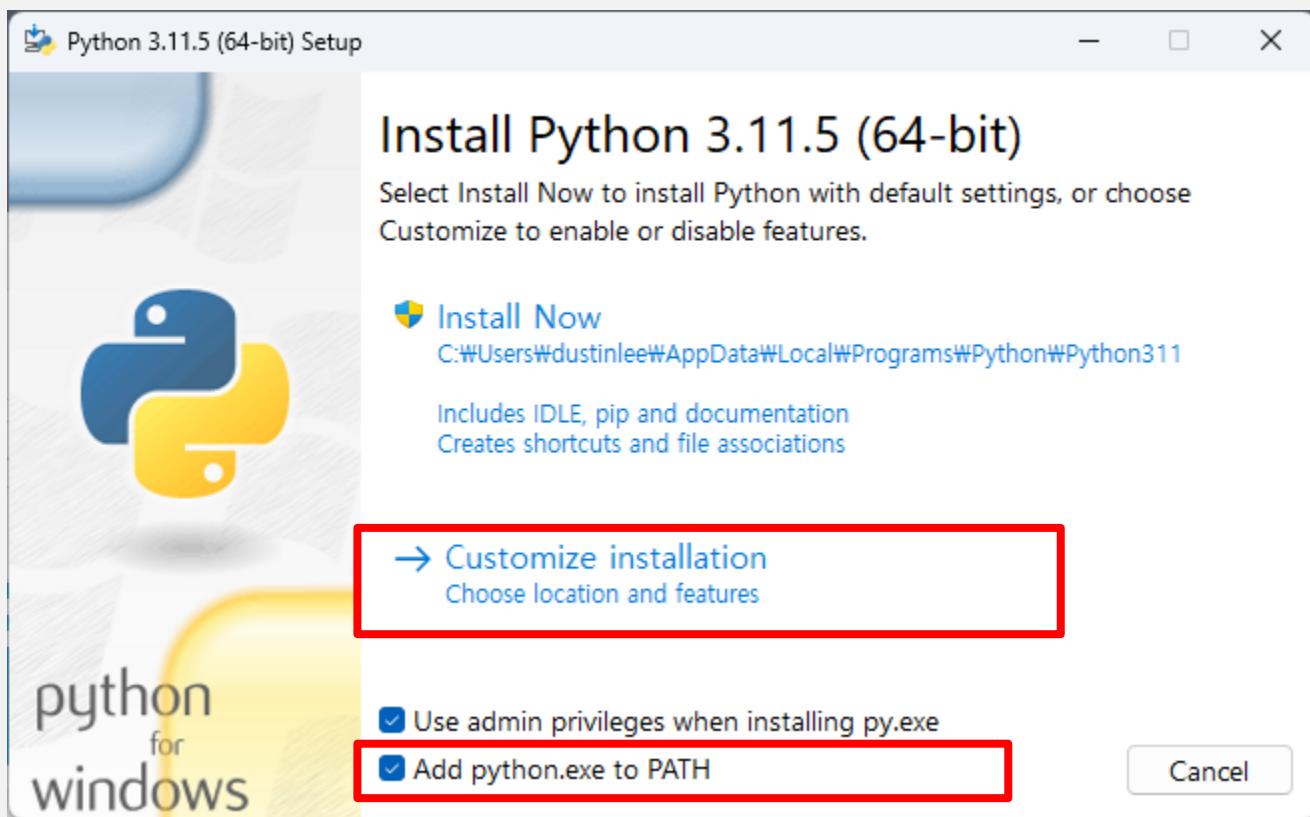 Python 3.11.5 (64-bit) Setup
Install Python 3.11.5 (64-bit)
Select Install Now to install Python with default settings, or choose
Customize to enable or disable features.
Install Now
C:₩Users₩dustinlee₩AppData₩Local₩Programs₩Python₩Python311
Includes IDLE, pip and documentation
Creates shortcuts and file associations
→ Customize installation
Choose location and features
Use admin privileges when installing py.exe
Add python.exe to PATH
Cancel
python
for
windows